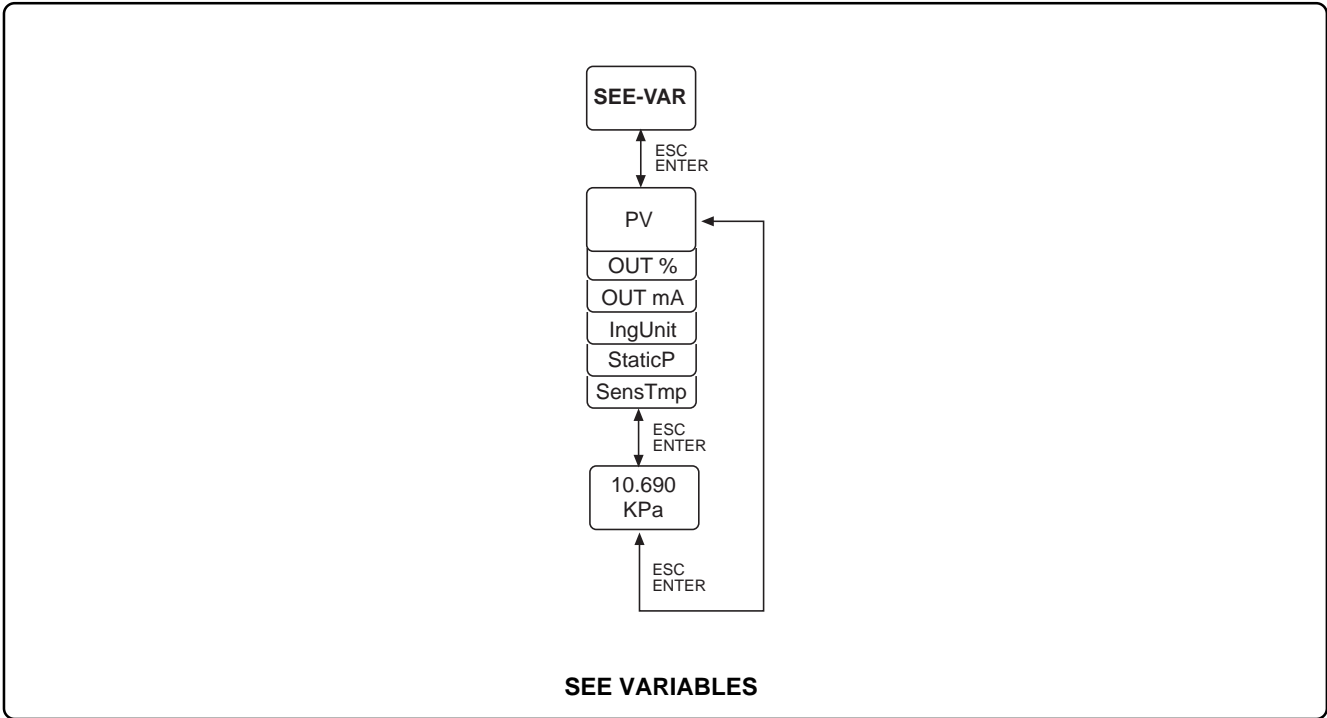 SEE-VAR
ESC
ENTER
PV
OUT %
OUT mA
IngUnit
StaticP
SensTmp
ESC
ENTER
10.690
KPa
ESC
ENTER
SEE VARIABLES